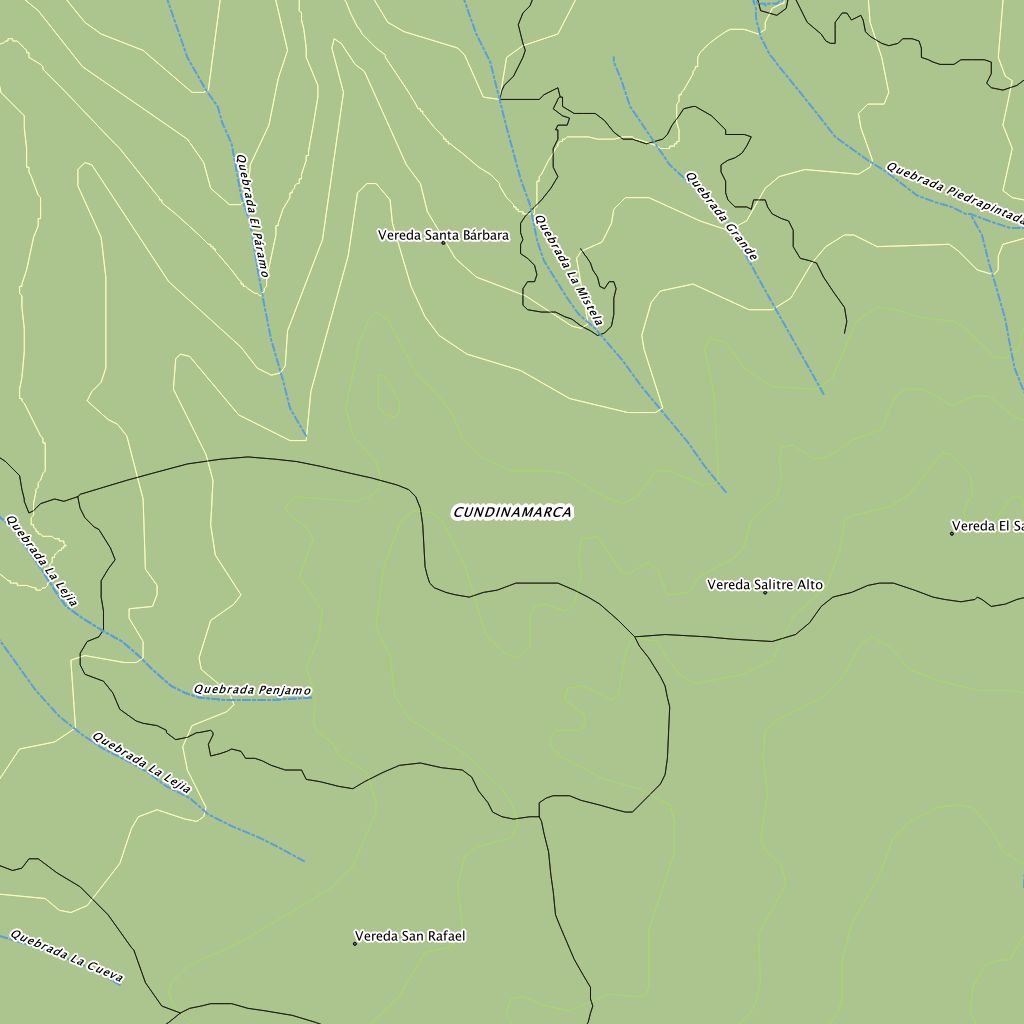 Quebrada El Páramo
Vereda Santa Bárbara
Quebrada La Mistela
Quebrada Grande
Quebrada Piedrapintada
CUNDINAMARCA
Vereda El Sa
Quebrada La Lejía
Vereda Salitre Alto
Quebrada Penjamo
Quebrada La Lejia
Vereda San Rafael
Quebrada La Cueva